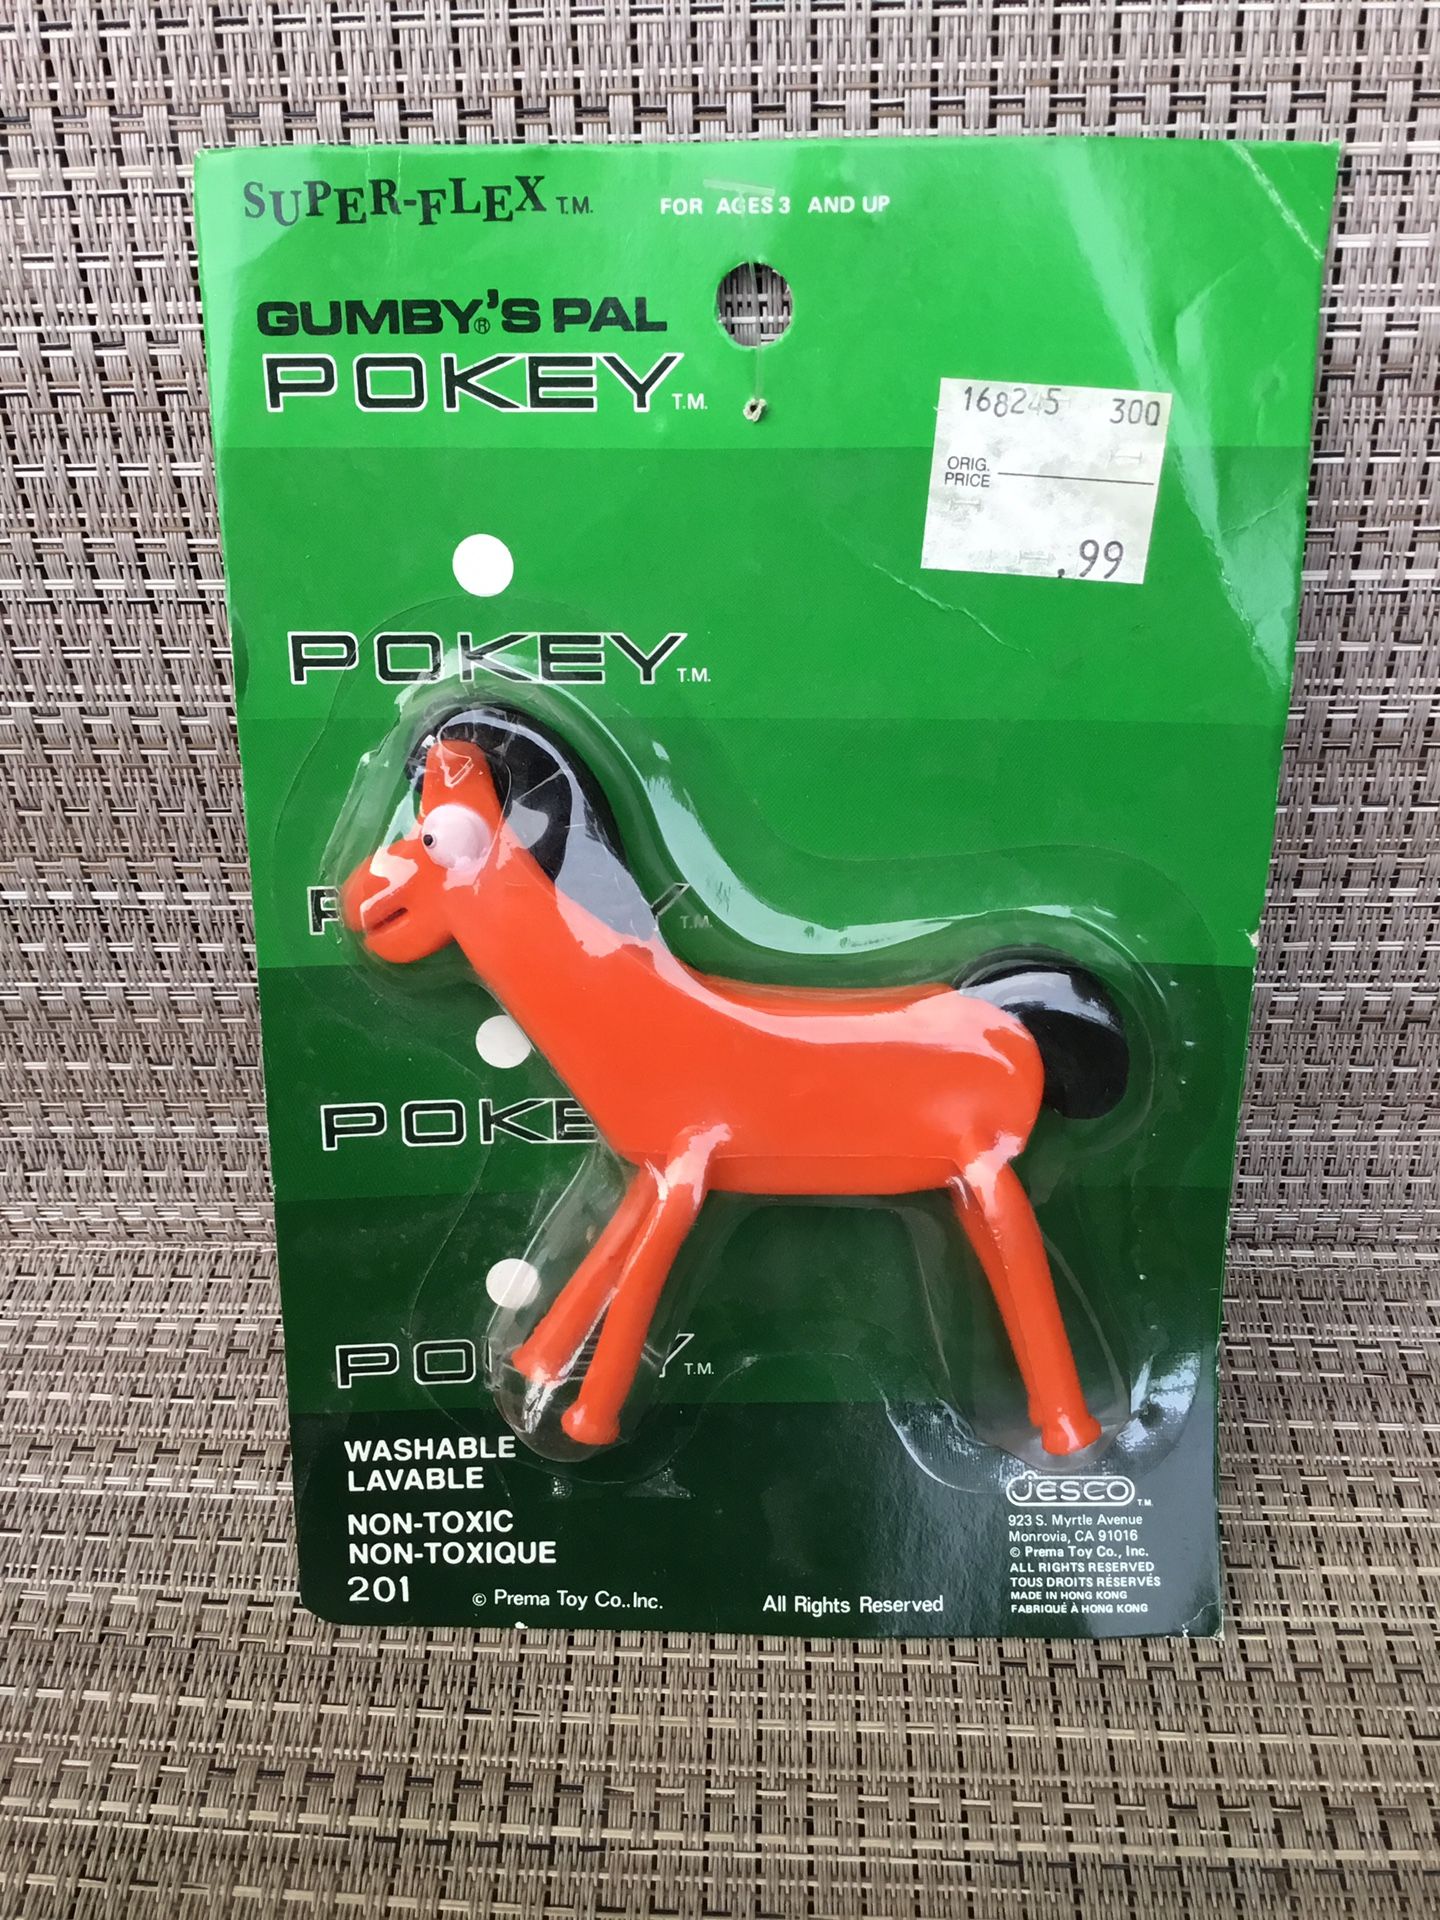 SUPER-FLEX T.M.
FOR AGES 3 AND UP
GUMBY®'S PAL
POKEY T.M.
168245 300
ORIG.
PRICE
.99
POKEY T.M.
T.M.
POKE
T.M.
WASHABLE
LAVABLE
NON-TOXIC
NON-TOXIQUE
201
© Prema Toy Co., Inc.
All Rights Reserved
Jesco T.M.
923 S. Myrtle Avenue
Monrovia, CA 91016
© Prema Toy Co., Inc.
ALL RIGHTS RESERVED
TOUS DROITS RÉSERVÉS
MADE IN HONG KONG
FABRIQUÉ À HONG KONG